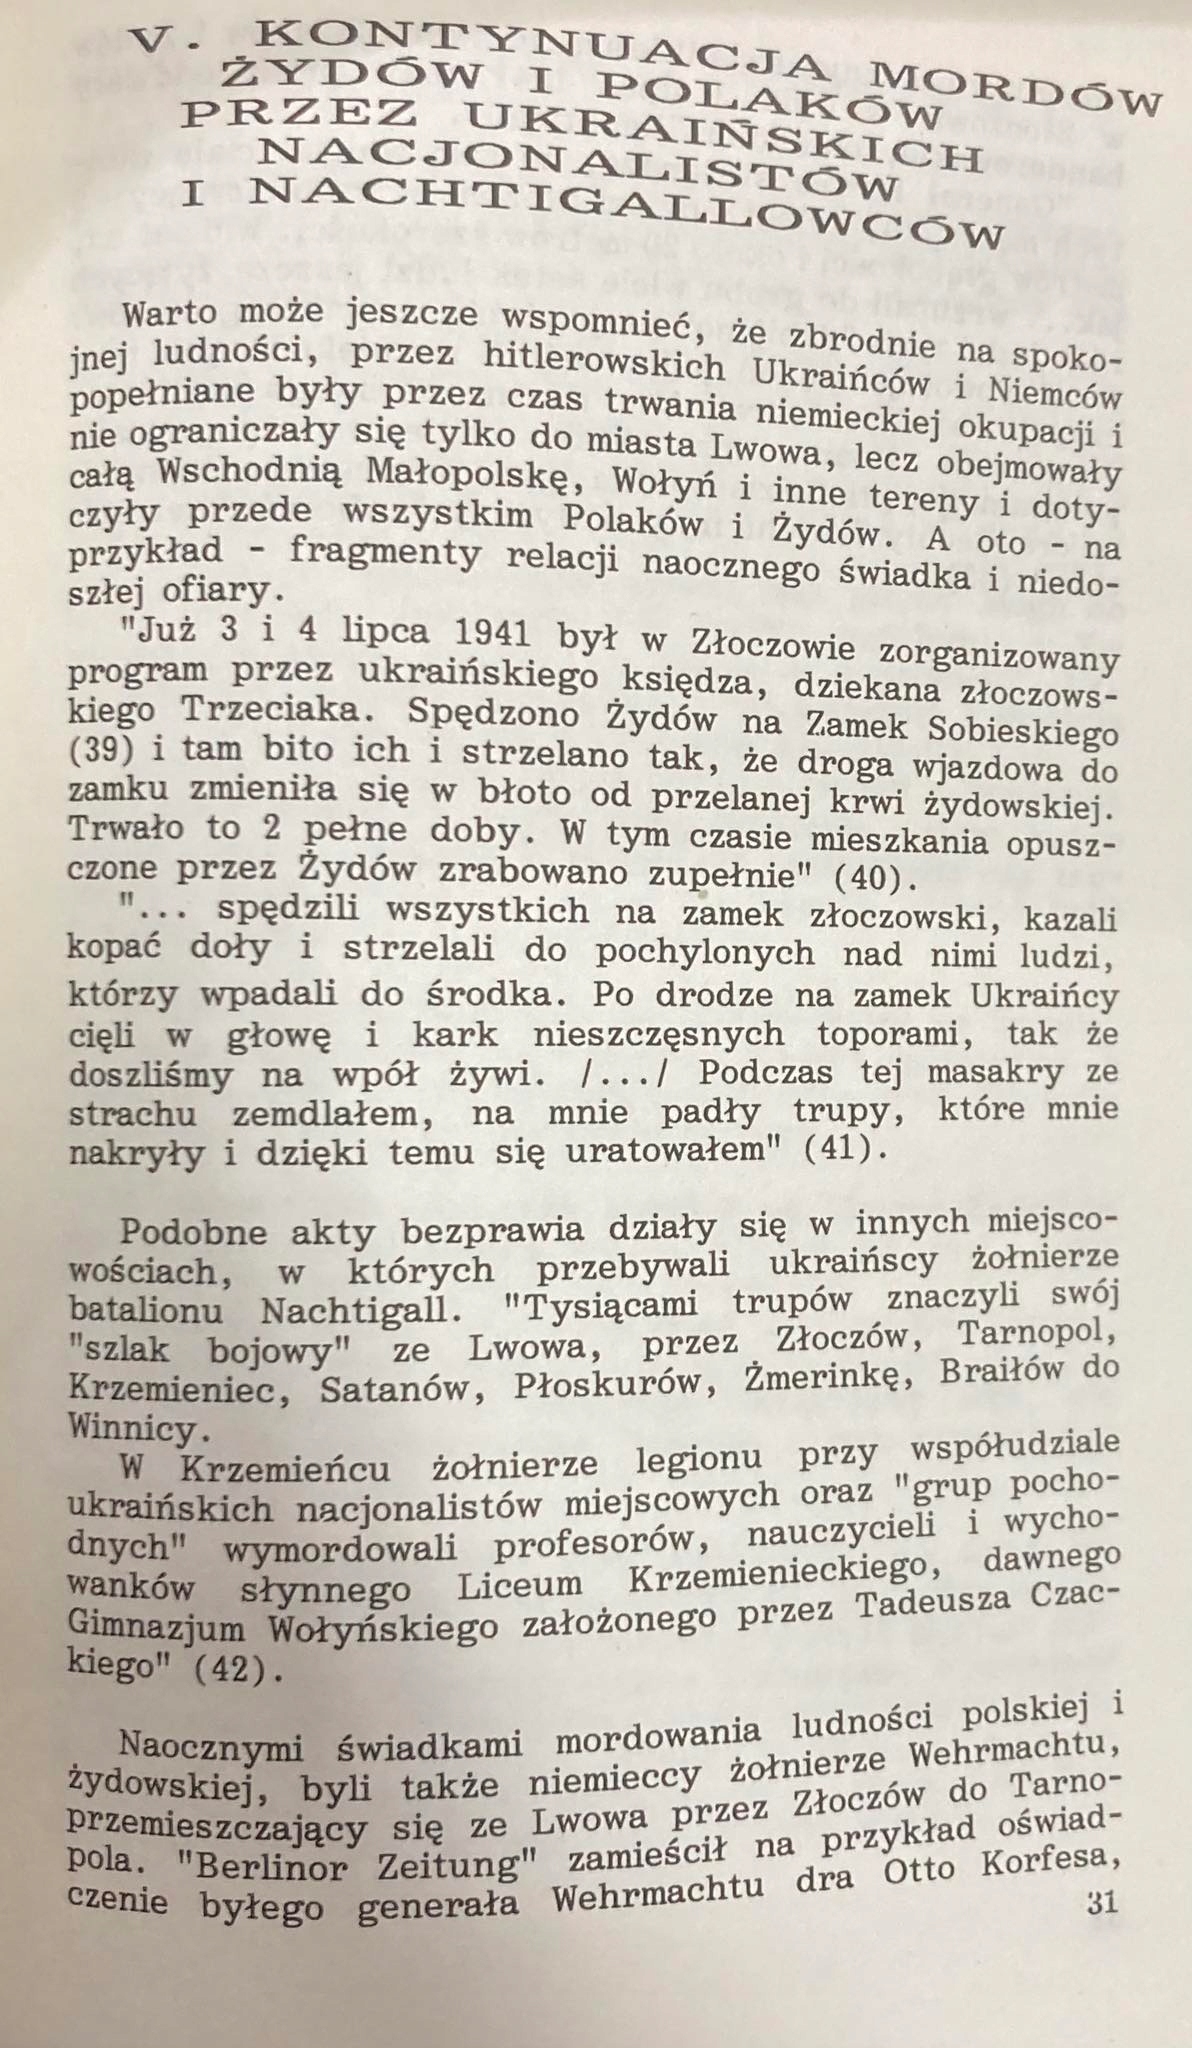 V. KONTYNUACJA MORDÓW
ŻYDÓW I POLAKÓW
PRZEZ UKRAIŃSKICH
NACJONALISTÓW
I NACHTIGALLOWCÓW
Warto może jeszcze wspomnieć, że zbrodnie na spoko-
jnej ludności, przez hitlerowskich Ukraińców i Niemców
popełniane były przez czas trwania niemieckiej okupacji i
nie ograniczały się tylko do miasta Lwowa, lecz obejmowały
całą Wschodnią Małopolskę, Wołyń i inne tereny i doty-
czyły przede wszystkim Polaków i Żydów. A oto - na
przykład - fragmenty relacji naocznego świadka i niedo-
szłej ofiary.
"Już 3 i 4 lipca 1941 był w Złoczowie zorganizowany
program przez ukraińskiego księdza, dziekana złoczows-
kiego Trzeciaka. Spędzono Żydów na Zamek Sobieskiego
(39) i tam bito ich i strzelano tak, że droga wjazdowa do
zamku zmieniła się w błoto od przelanej krwi żydowskiej.
Trwało to 2 pełne doby. W tym czasie mieszkania opusz-
czone przez Żydów zrabowano zupełnie" (40).
"... spędzili wszystkich na zamek złoczowski, kazali
kopać doły i strzelali do pochylonych nad nimi ludzi,
którzy wpadali do środka. Po drodze na zamek Ukraińcy
cięli w głowę i kark nieszczęsnych toporami, tak że
doszliśmy na wpół żywi. /.../ Podczas tej masakry ze
strachu zemdlałem, na mnie padły trupy, które mnie
nakryły i dzięki temu się uratowałem" (41).
Podobne akty bezprawia działy się w innych miejsco-
wościach, w których przebywali ukraińscy żołnierze
batalionu Nachtigall. "Tysiącami trupów znaczyli swój
"szlak bojowy" ze Lwowa, przez Złoczów, Tarnopol,
Krzemieniec, Satanów, Płoskurów, Żmerinkę, Braiłów do
Winnicy.
W Krzemieńcu żołnierze legionu przy współudziale
ukraińskich nacjonalistów miejscowych oraz "grup pocho-
dnych" wymordowali profesorów, nauczycieli i wycho-
wanków słynnego Liceum Krzemienieckiego, dawnego
Gimnazjum Wołyńskiego założonego przez Tadeusza Czac-
kiego" (42).
Naocznymi świadkami mordowania ludności polskiej i
żydowskiej, byli także niemieccy żołnierze Wehrmachtu,
przemieszczający się ze Lwowa przez Złoczów do Tarno-
pola. "Berlinor Zeitung" zamieścił na przykład oświad-
czenie byłego generała Wehrmachtu dra Otto Korfesa,
31